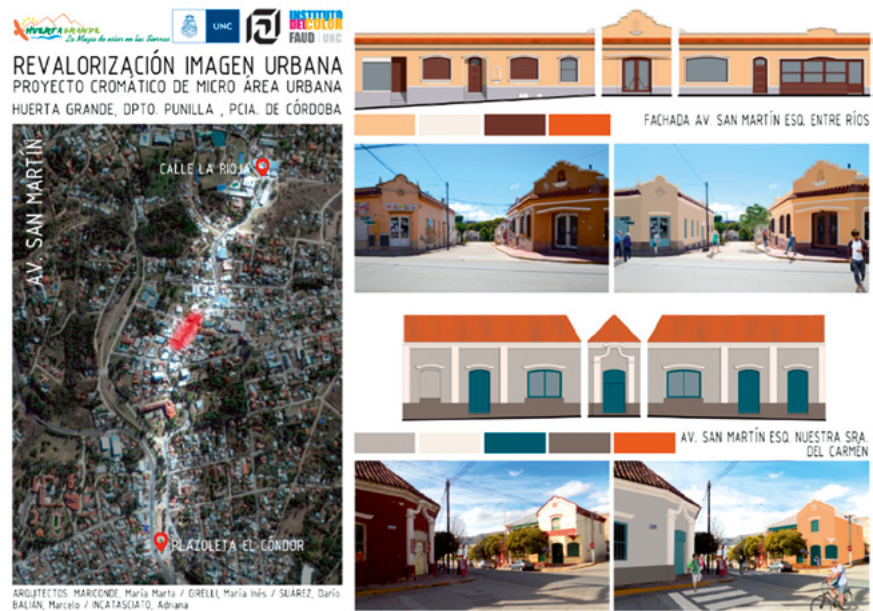 HUERTA GRANDE
La Magia de estar en las Sierras
UNC
INSTITUTO
DEL COLOR
FAUD UNC
REVALORIZACIÓN IMAGEN URBANA
PROYECTO CROMÁTICO DE MICRO ÁREA URBANA
HUERTA GRANDE, DPTO. PUNILLA , PCIA. DE CÓRDOBA
AV. SAN MARTÍN
CALLE LA RIOJA
PLAZOLETA EL CÓNDOR
ARQUITECTOS: MARICONDE, María Marta / GIRELLI, María Inés / SUÁREZ, Darío
BALIÁN, Marcelo / INCATASCIATO, Adriana
FACHADA AV. SAN MARTÍN ESQ. ENTRE RÍOS
AV. SAN MARTÍN ESQ. NUESTRA SRA.
DEL CARMEN